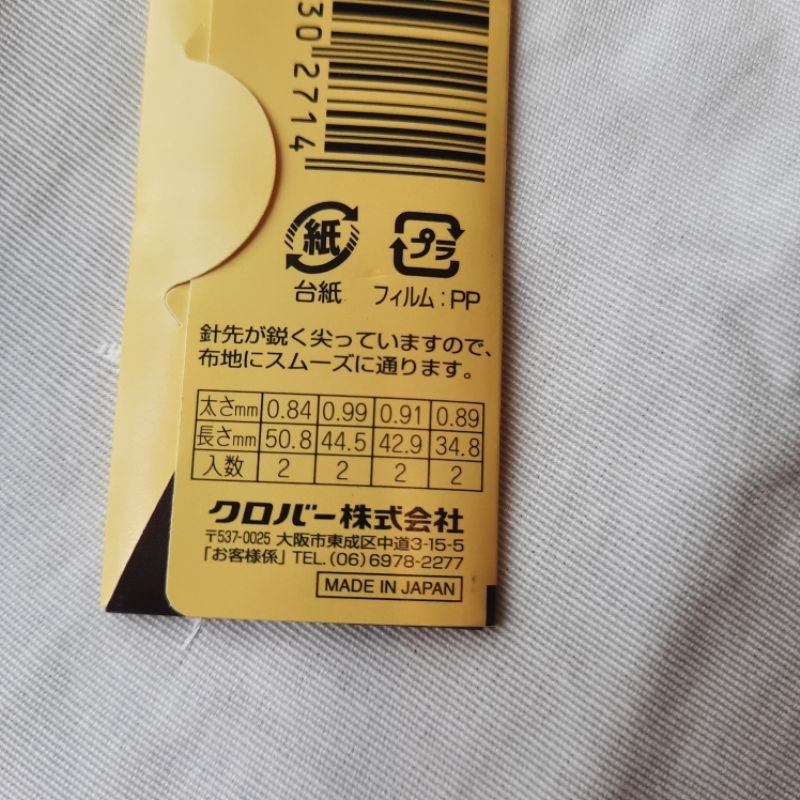 30 2714
紙
プラ
台紙 フィルム:PP
針先が鋭く尖っていますので、
布地にスムーズに通ります。
太さmm 0.84 0.99 0.91 0.89
長さmm 50.8 44.5 42.9 34.8
入数 2 2 2 2
クロバー株式会社
〒537-0025 大阪市東成区中道3-15-5
「お客様係」TEL.(06)6978-2277
MADE IN JAPAN